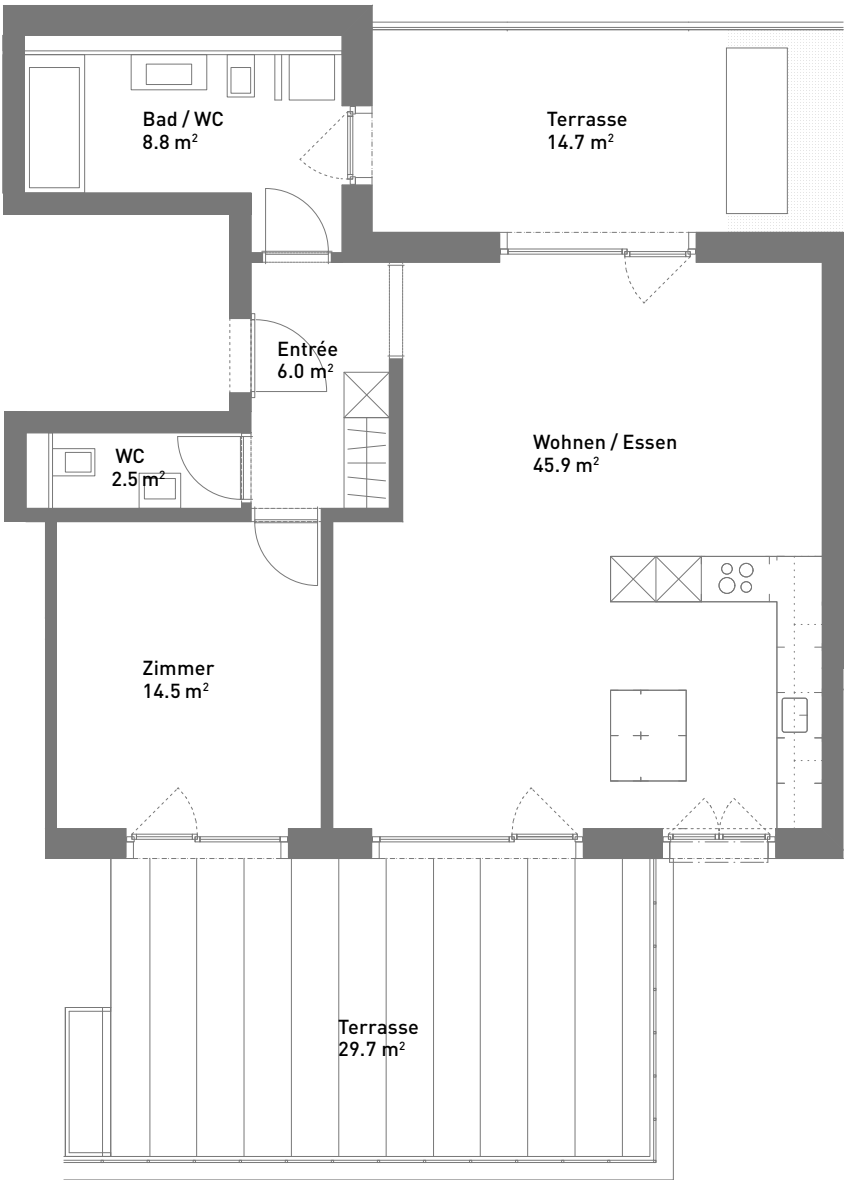 Bad / WC
8.8 m²
Terrasse
14.7 m²
Entrée
6.0 m²
Wohnen / Essen
45.9 m²
WC
2.5 m²
Zimmer
14.5 m²
Terrasse
29.7 m²